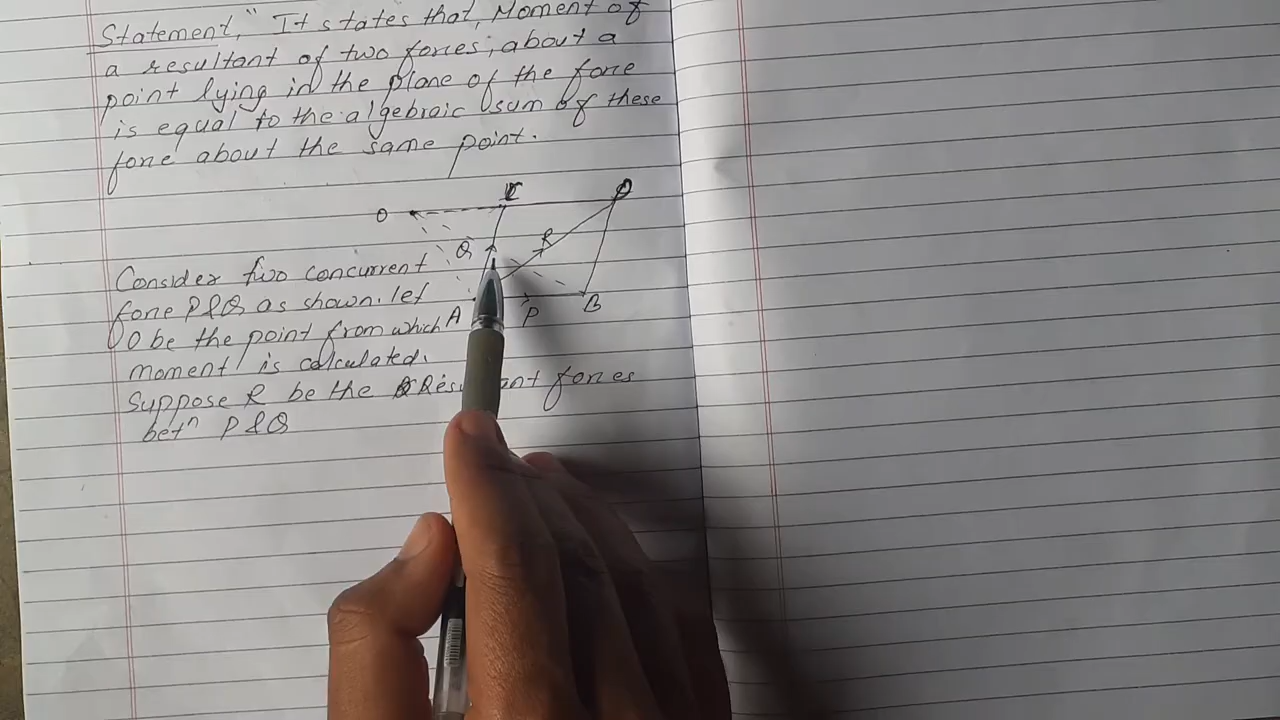 Statement, " It states that, Moment of
a resultant of two forces, about a
point lying in the plane of the force
is equal to the algebraic sum of these
force about the same point.
O
D
Q
R
A
P
B
Consider two concurrent
force P&Q as shown. let
O be the point from which
moment is calculated.
Suppose R be the forces
betn P&Q